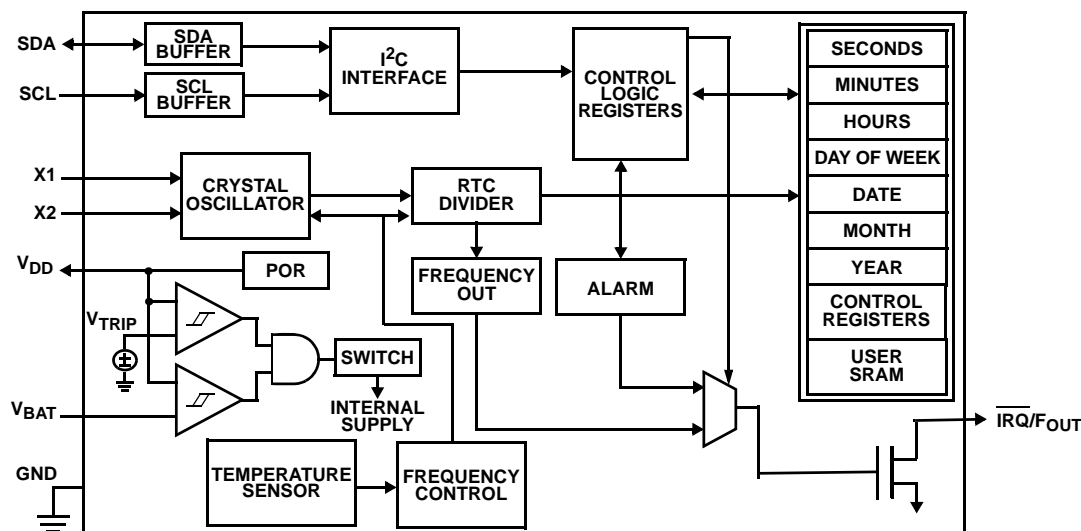 SDA
SDA
BUFFER
SCL
SCL
BUFFER
I²C
INTERFACE
CONTROL
LOGIC
REGISTERS
SECONDS
MINUTES
HOURS
DAY OF WEEK
DATE
MONTH
YEAR
CONTROL
REGISTERS
USER
SRAM
X1
X2
CRYSTAL
OSCILLATOR
RTC
DIVIDER
VDD
POR
FREQUENCY
OUT
ALARM
VTRIP
SWITCH
INTERNAL
SUPPLY
VBAT
IRQ/FOUT
GND
TEMPERATURE
SENSOR
FREQUENCY
CONTROL